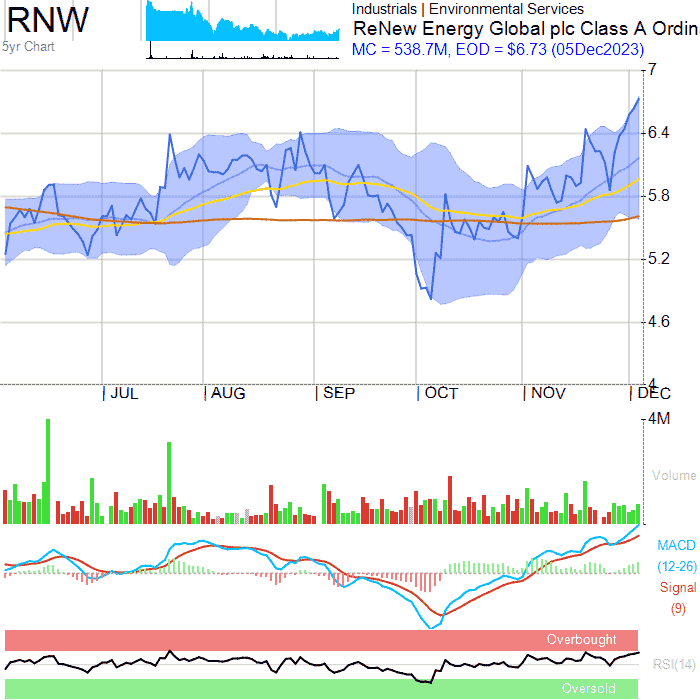 RNW
5yr Chart
Industrials | Environmental Services
ReNew Energy Global plc Class A Ordin
MC = 538.7M, EOD = $6.73 (05Dec2023)
7
6.4
5.8
5.2
4.6
4
JUL AUG SEP OCT NOV DEC
4M
Volume
MACD
(12-26)
Signal
(9)
Overbought
RSI(14)
Oversold